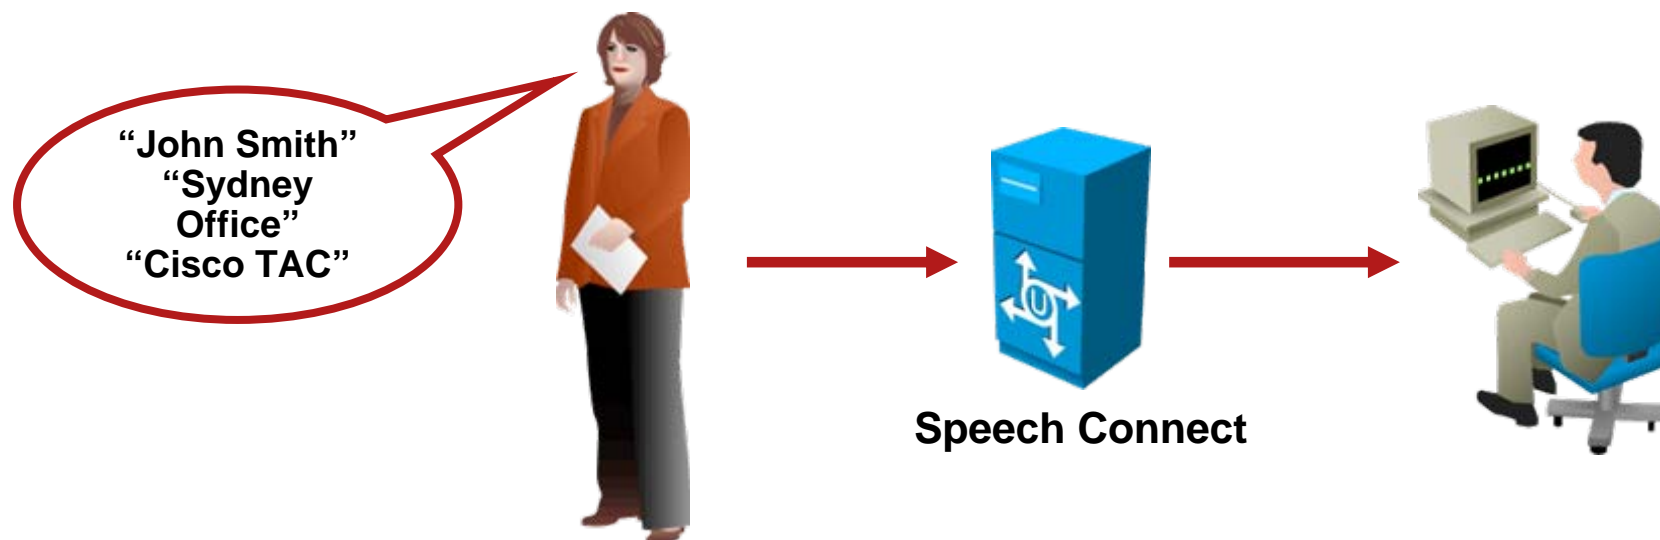 “John Smith”
“Sydney
Office”
“Cisco TAC”
U
Speech Connect